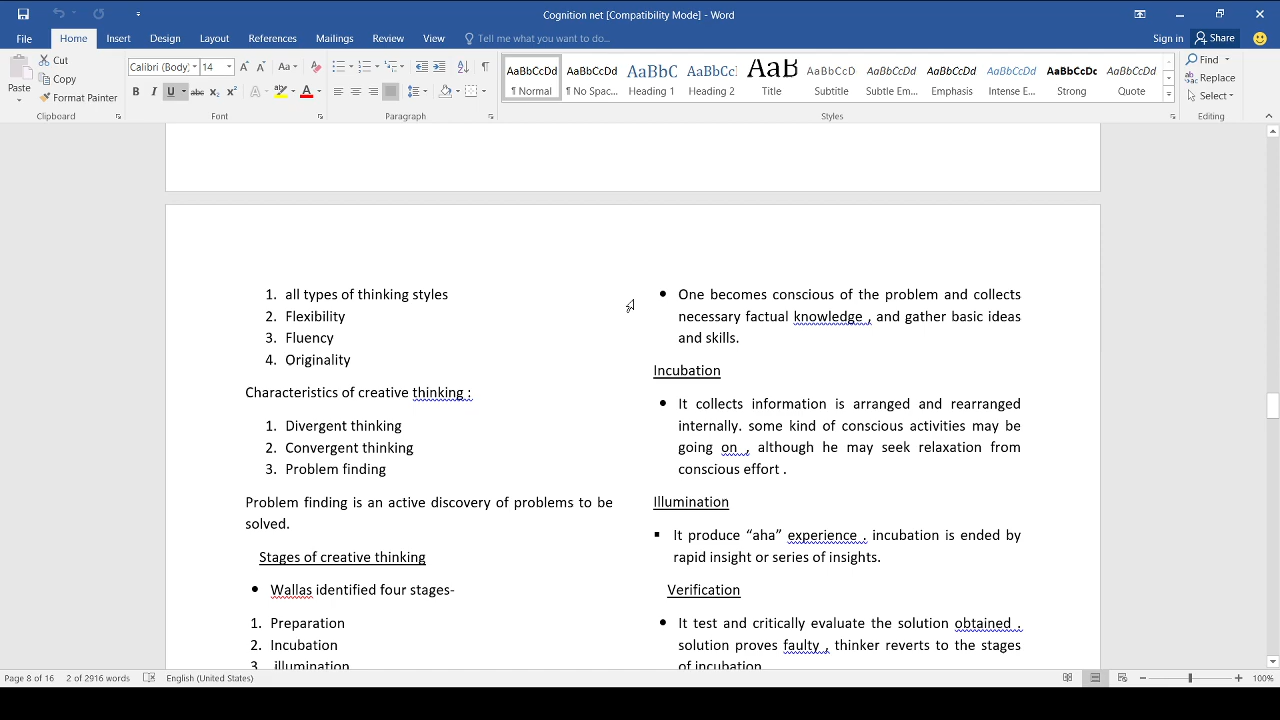 Cognition net [Compatibility Mode] - Word
File Home Insert Design Layout References Mailings Review View Tell me what you want to do... Sign in Share
Paste Cut Copy Format Painter
Calibri (Body) 14
AaBbCcDd AaBbCcDd AaBbC AaBbCc AaB AaBbCcD AaBbCcDd AaBbCcDd AaBbCcDd AaBbCcDc AaBbCcDd
¶ Normal ¶ No Spac... Heading 1 Heading 2 Title Subtitle Subtle Em... Emphasis Intense E... Strong Quote
Find Replace Select
Clipboard Font Paragraph Styles Editing
1. all types of thinking styles
2. Flexibility
3. Fluency
4. Originality
Characteristics of creative thinking :
1. Divergent thinking
2. Convergent thinking
3. Problem finding
Problem finding is an active discovery of problems to be
solved.
Stages of creative thinking
• Wallas identified four stages-
1. Preparation
2. Incubation
3. illumination
• One becomes conscious of the problem and collects
necessary factual knowledge , and gather basic ideas
and skills.
Incubation
• It collects information is arranged and rearranged
internally. some kind of conscious activities may be
going on , although he may seek relaxation from
conscious effort .
Illumination
▪ It produce “aha” experience . incubation is ended by
rapid insight or series of insights.
Verification
• It test and critically evaluate the solution obtained .
solution proves faulty , thinker reverts to the stages
of incubation
Page 8 of 16 2 of 2916 words English (United States) 100%